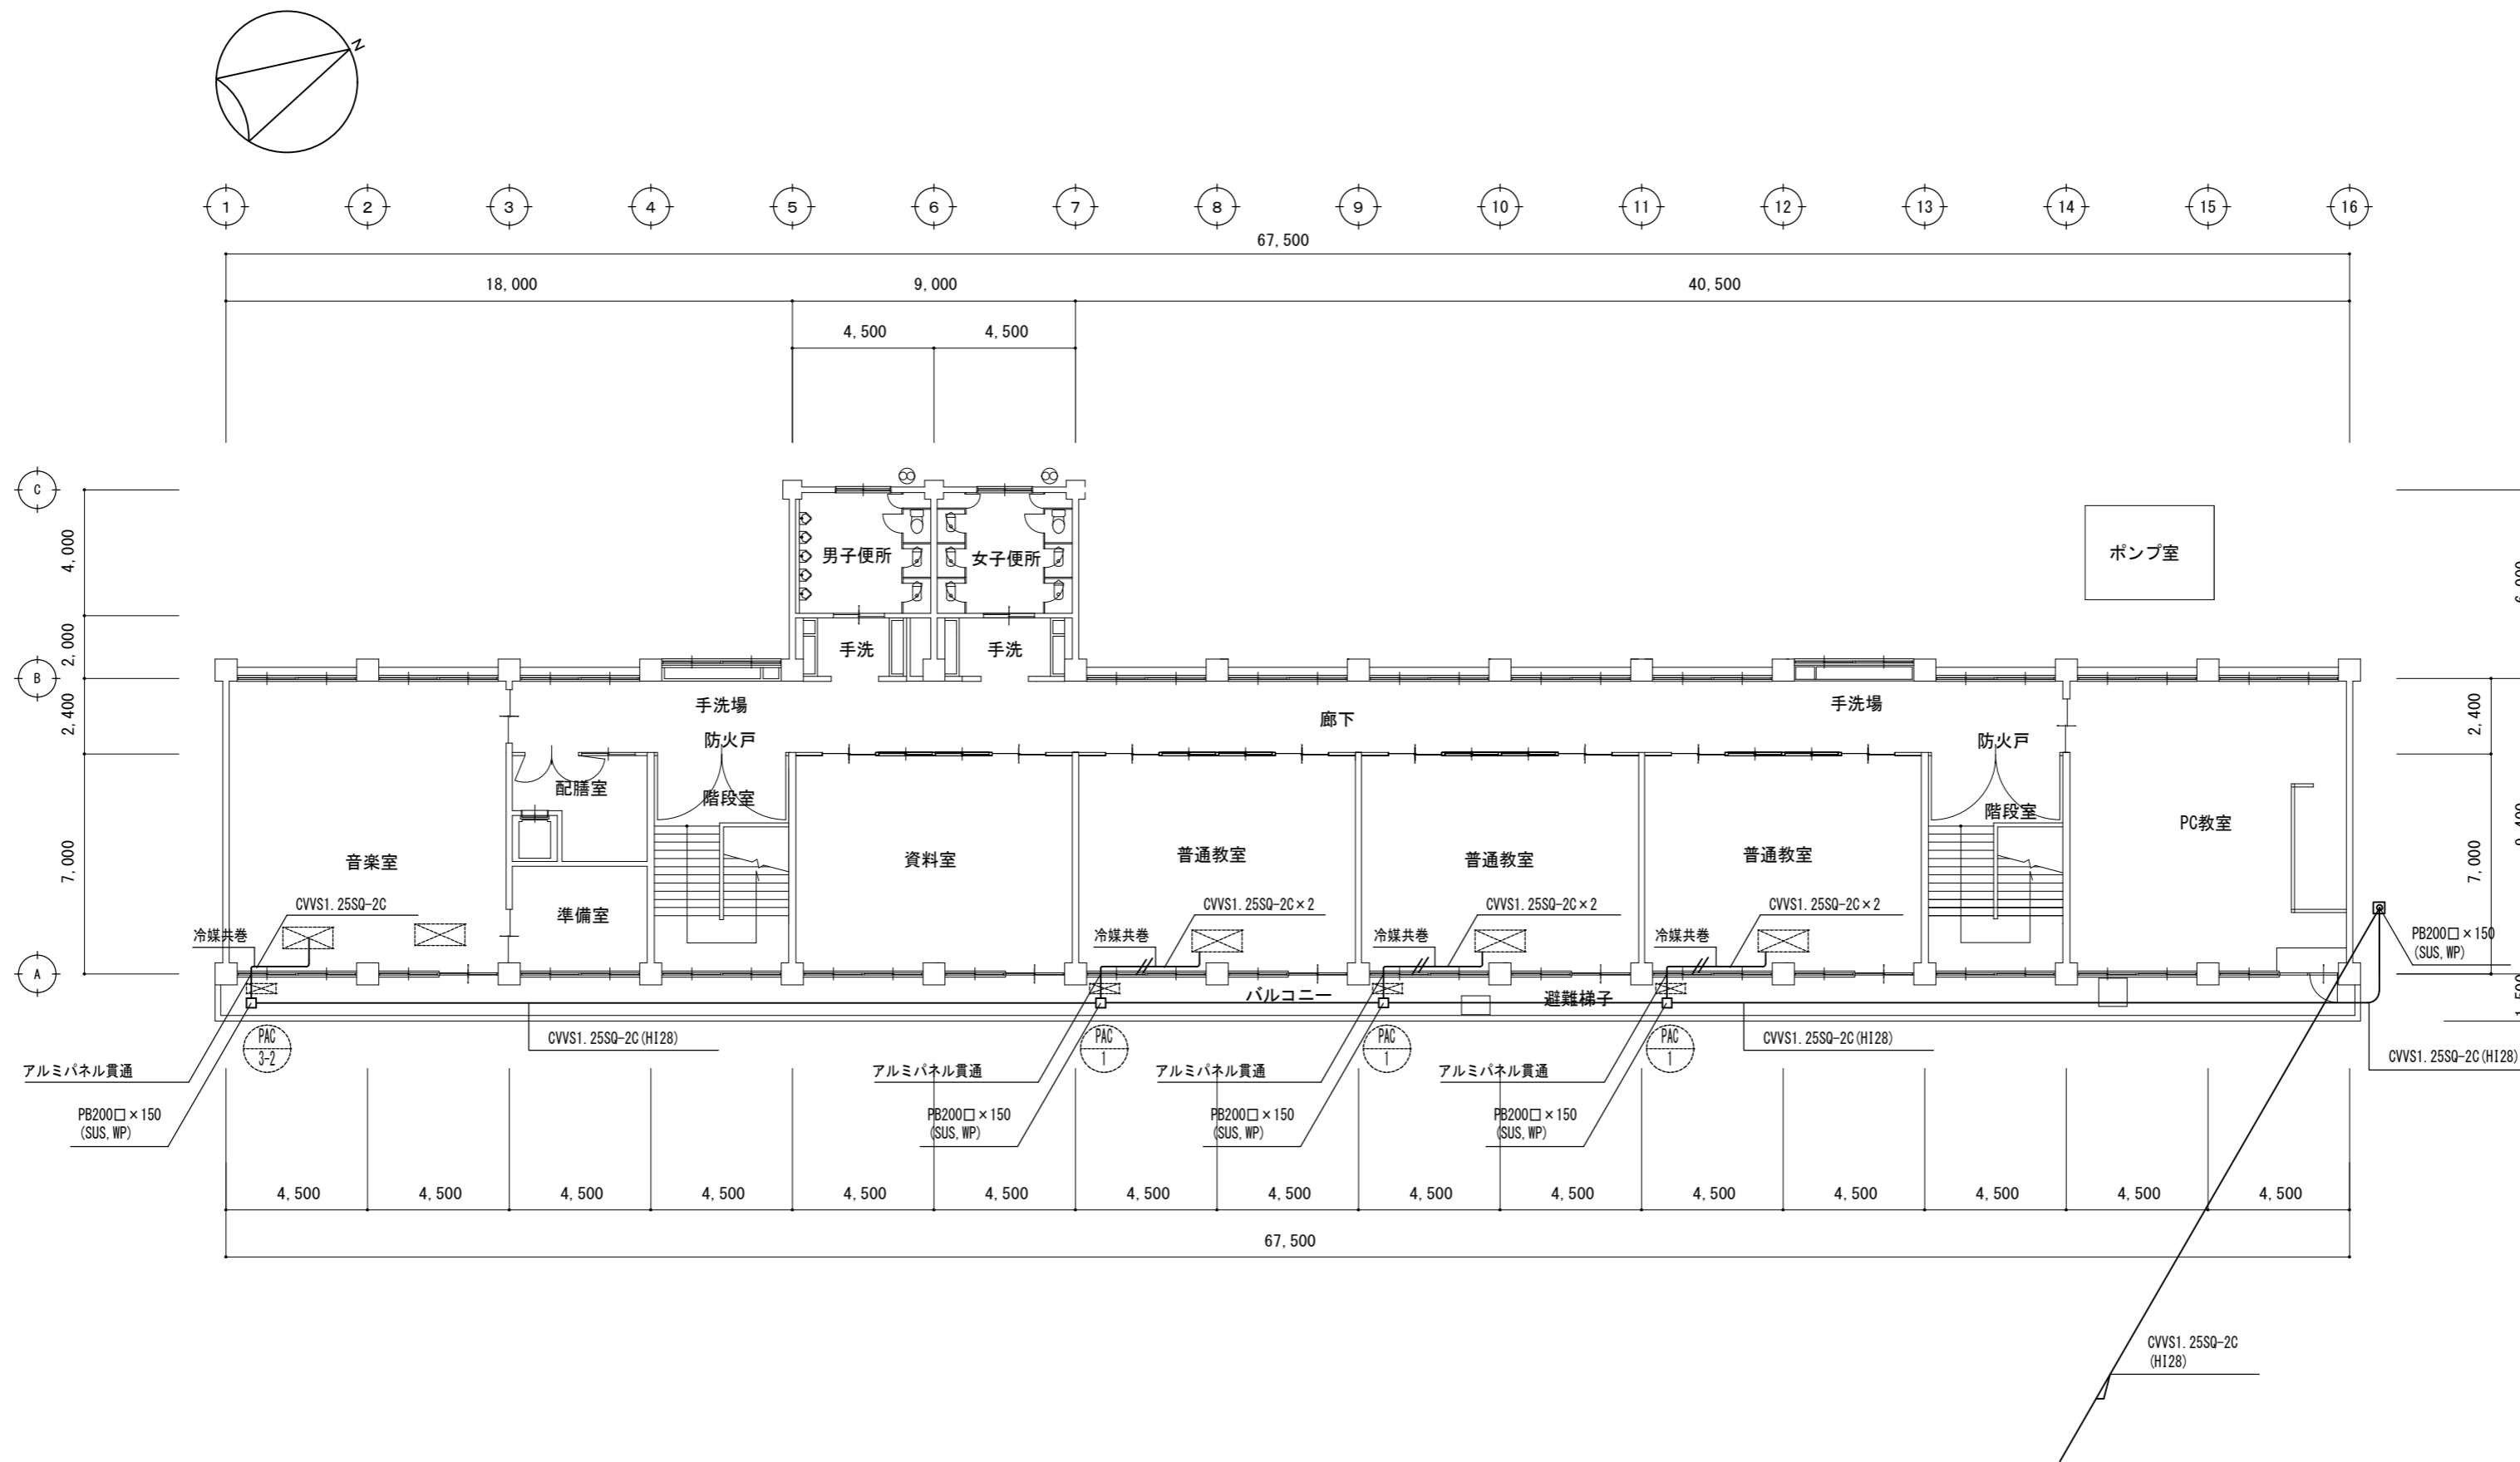 N
1 2 3 4 5 6 7 8 9 10 11 12 13 14 15 16
67,500
18,000 9,000 40,500
4,500 4,500
C
4,000
男子便所 女子便所
ポンプ室
2,000
手洗 手洗
B
2,400
手洗場
廊下
手洗場
2,400
防火戸
防火戸
配膳室
階段室
階段室
PC教室
音楽室
資料室
普通教室
普通教室
普通教室
7,000
7,000
CVVS1.25SQ-2C
CVVS1.25SQ-2C×2
CVVS1.25SQ-2C×2
CVVS1.25SQ-2C×2
準備室
冷媒共巻
冷媒共巻
冷媒共巻
冷媒共巻
PB200□×150
(SUS,WP)
A
バルコニー
避難梯子
PAC
3-2
PAC
1
PAC
1
PAC
1
CVVS1.25SQ-2C(HI28)
CVVS1.25SQ-2C(HI28)
CVVS1.25SQ-2C(HI28)
アルミパネル貫通
アルミパネル貫通
アルミパネル貫通
アルミパネル貫通
PB200□×150
(SUS,WP)
PB200□×150
(SUS,WP)
PB200□×150
(SUS,WP)
PB200□×150
(SUS,WP)
4,500 4,500 4,500 4,500 4,500 4,500 4,500 4,500 4,500 4,500 4,500 4,500 4,500 4,500 4,500
67,500
CVVS1.25SQ-2C
(HI28)